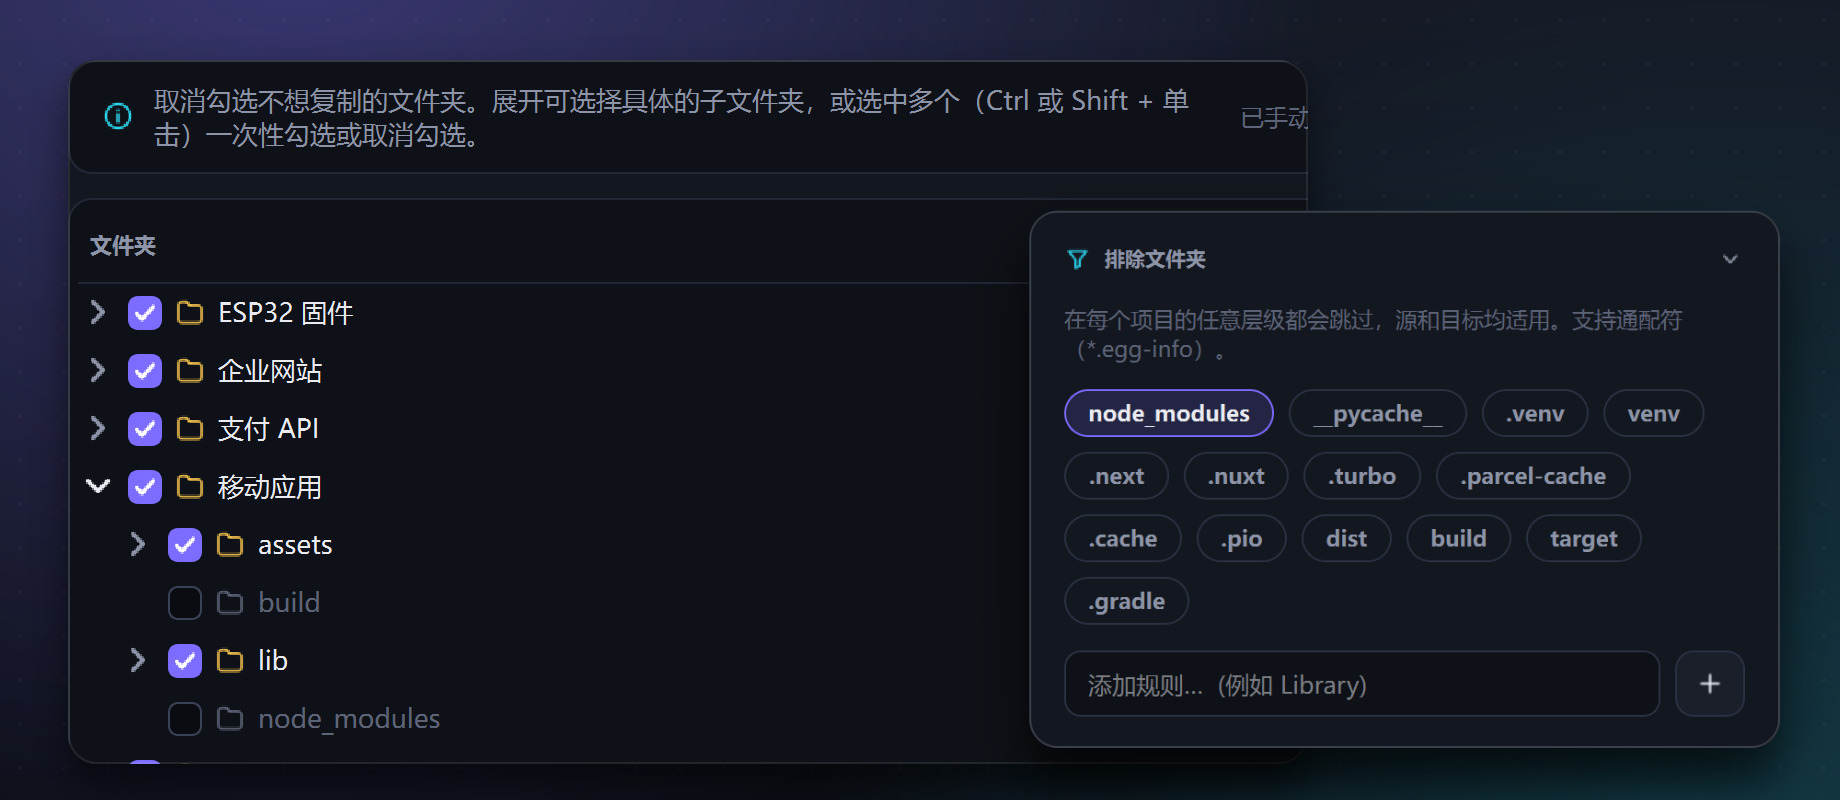 取消勾选不想复制的文件夹。展开可选择具体的子文件夹，或选中多个（Ctrl 或 Shift + 单
击）一次性勾选或取消勾选。
已手动
文件夹
ESP32 固件
企业网站
支付 API
移动应用
assets
build
lib
node_modules
排除文件夹
在每个项目的任意层级都会跳过，源和目标均适用。支持通配符
（*.egg-info）。
node_modules __pycache__ .venv venv
.next .nuxt .turbo .parcel-cache
.cache .pio dist build target
.gradle
添加规则... (例如 Library)
+